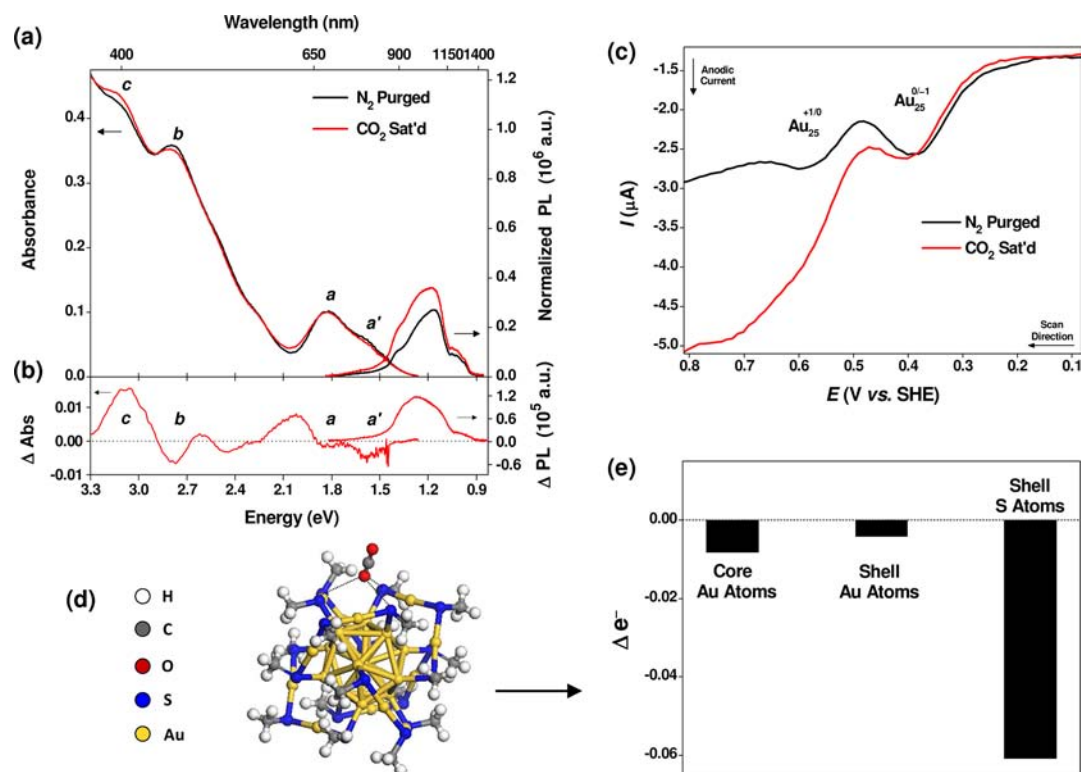 Wavelength (nm)
(a)
400 650 900 1150 1400
c
b
N2 Purged
CO2 Sat'd
a
a'
Absorbance
0.4
0.3
0.2
0.1
0.0
Normalized PL (10^6 a.u.)
1.2
1.0
0.8
0.6
0.4
0.2
0.0
(b)
c b a a'
Δ Abs
0.01
0.00
-0.01
Δ PL (10^5 a.u.)
1.2
0.6
0.0
-0.6
3.3 3.0 2.7 2.4 2.1 1.8 1.5 1.2 0.9
Energy (eV)
(c)
Anodic
Current
Au25^+1/0
Au25^0/-1
N2 Purged
CO2 Sat'd
Scan
Direction
I (μA)
-1.5
-2.0
-2.5
-3.0
-3.5
-4.0
-4.5
-5.0
0.8 0.7 0.6 0.5 0.4 0.3 0.2 0.1
E (V vs. SHE)
(d)
H
C
O
S
Au
(e)
Shell
S Atoms
Core
Au Atoms
Shell
Au Atoms
Δ e−
0.00
-0.02
-0.04
-0.06